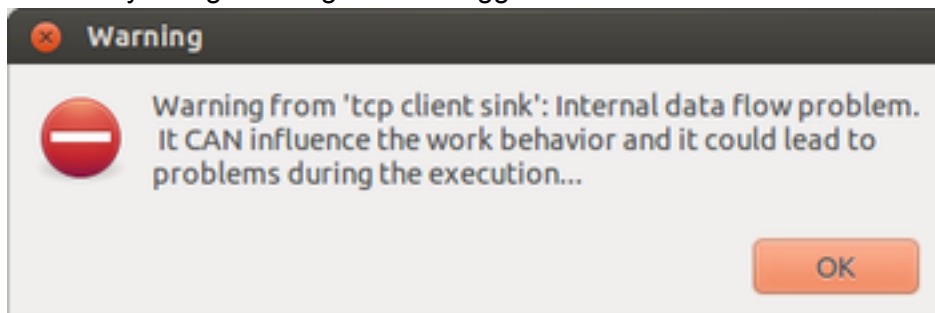 Warning
Warning from 'tcp client sink': Internal data flow problem.
It CAN influence the work behavior and it could lead to
problems during the execution...
OK